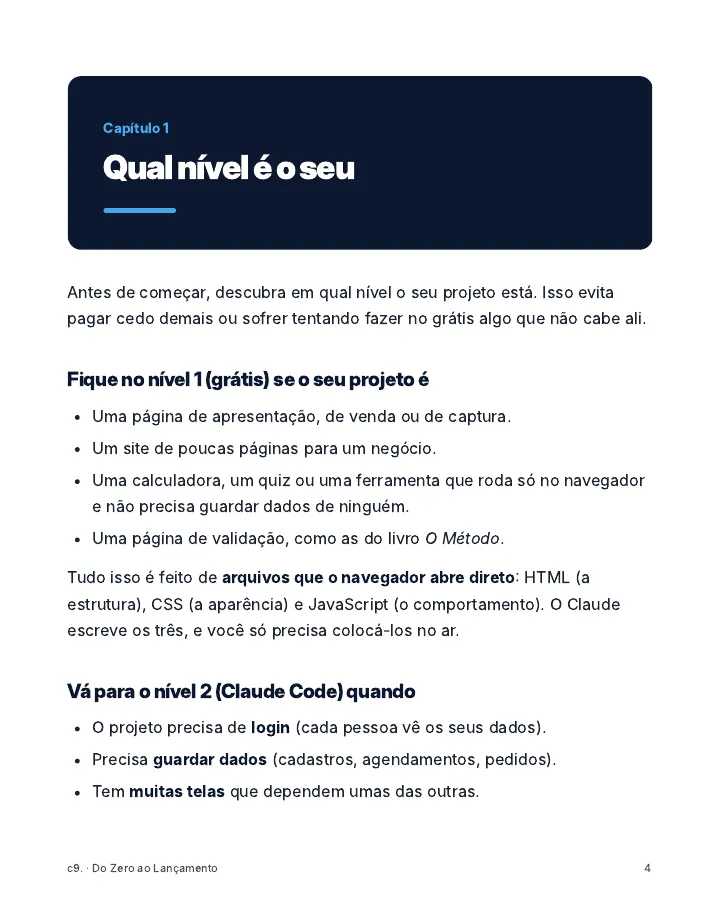 Capítulo 1
Qual nível é o seu
Antes de começar, descubra em qual nível o seu projeto está. Isso evita
pagar cedo demais ou sofrer tentando fazer no grátis algo que não cabe ali.
Fique no nível 1 (grátis) se o seu projeto é
• Uma página de apresentação, de venda ou de captura.
• Um site de poucas páginas para um negócio.
• Uma calculadora, um quiz ou uma ferramenta que roda só no navegador
e não precisa guardar dados de ninguém.
• Uma página de validação, como as do livro O Método.
Tudo isso é feito de arquivos que o navegador abre direto: HTML (a
estrutura), CSS (a aparência) e JavaScript (o comportamento). O Claude
escreve os três, e você só precisa colocá-los no ar.
Vá para o nível 2 (Claude Code) quando
• O projeto precisa de login (cada pessoa vê os seus dados).
• Precisa guardar dados (cadastros, agendamentos, pedidos).
• Tem muitas telas que dependem umas das outras.
c9. · Do Zero ao Lançamento
4